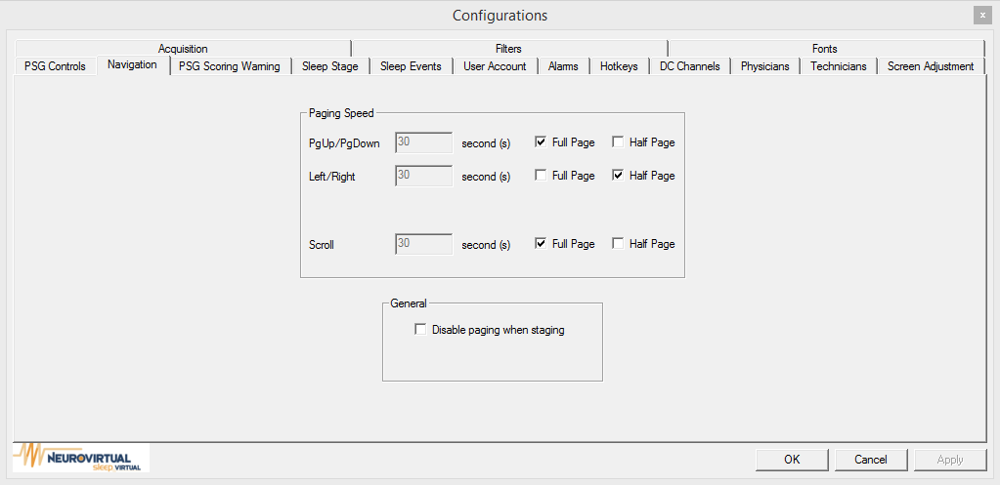 Configurations
x
Acquisition Filters Fonts
PSG Controls Navigation PSG Scoring Warning Sleep Stage Sleep Events User Account Alarms Hotkeys DC Channels Physicians Technicians Screen Adjustment
Paging Speed
PgUp/PgDown 30 second (s) Full Page Half Page
Left/Right 30 second (s) Full Page Half Page
Scroll 30 second (s) Full Page Half Page
General
Disable paging when staging
NEUROVIRTUAL
sleep VIRTUAL
OK Cancel Apply